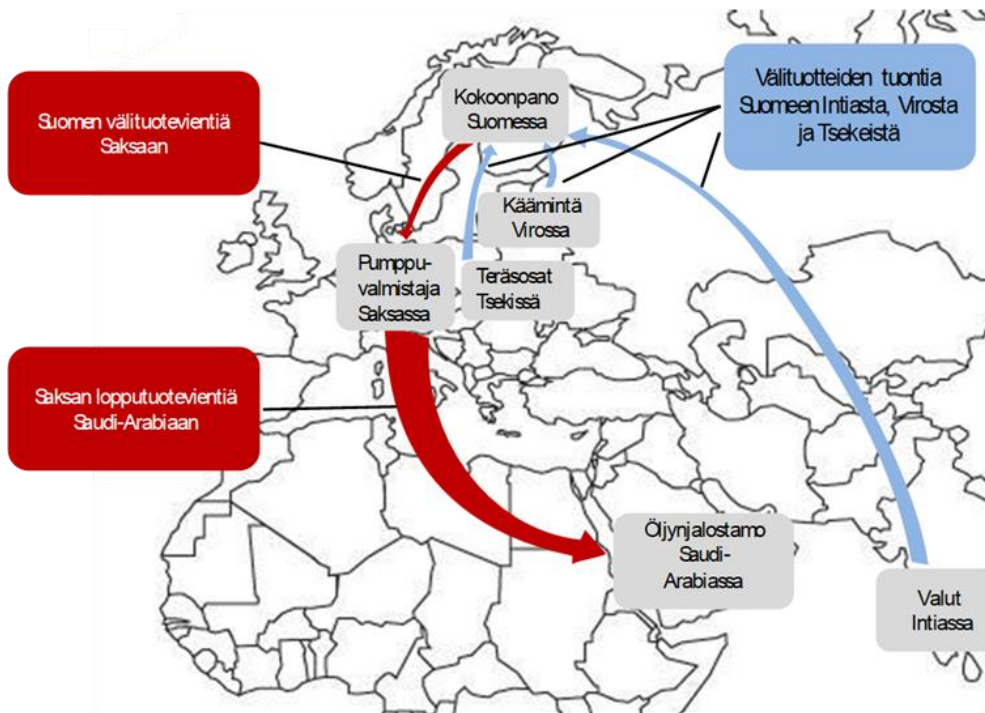 Suomen välituotevientiä
Saksaan
Kokoonpano
Suomessa
Välituotteiden tuontia
Suomeen Intiasta, Virosta
ja Tsekeistä
Käämintä
Virossa
Pumppu-
valmistaja
Saksassa
Teräsosat
Tsekissä
Saksan lopputuotevientiä
Saudi-Arabiaan
Öljynjalostamo
Saudi-
Arabiassa
Valut
Intiassa